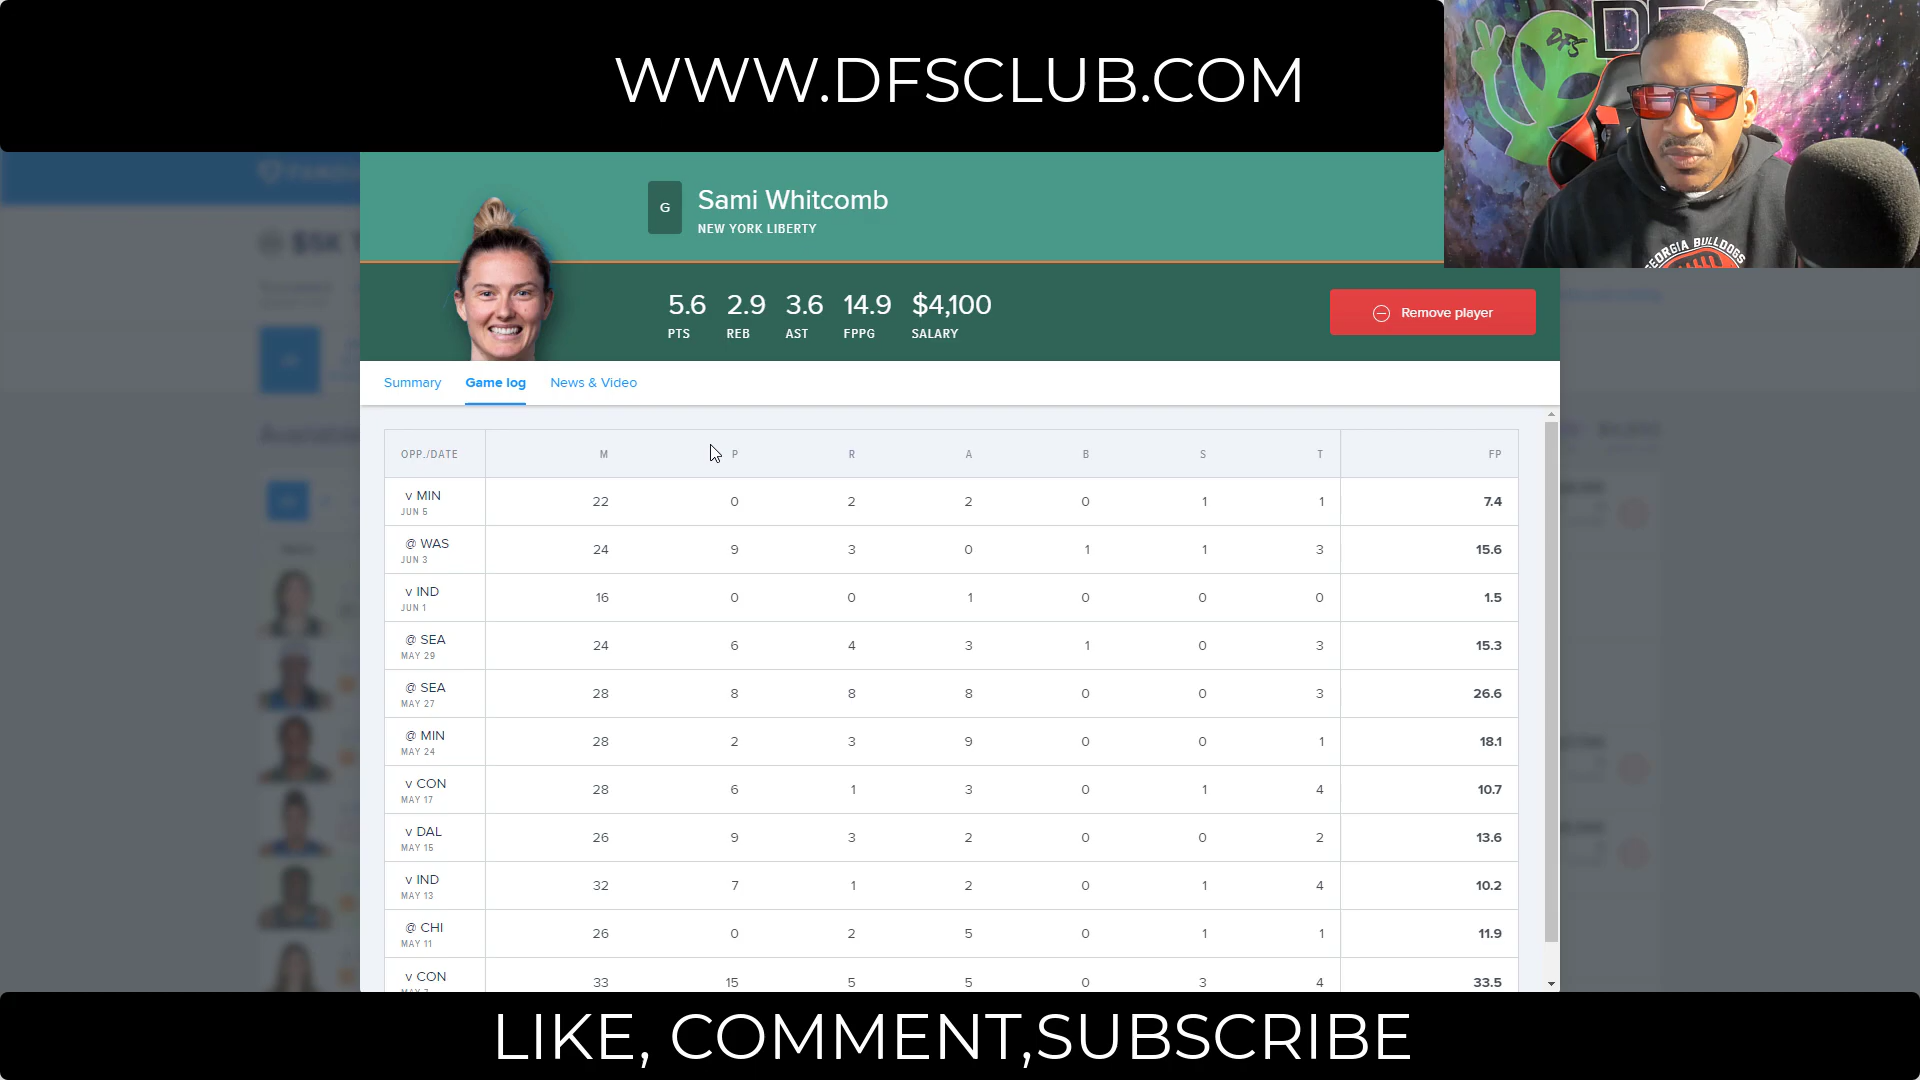 WWW.DFSCLUB.COM
DFS
GEORGIA BULLDOGS
G
Sami Whitcomb
NEW YORK LIBERTY
5.6 2.9 3.6 14.9 $4,100
PTS REB AST FPPG SALARY
Remove player
Summary Game log News & Video
OPP./DATE M P R A B S T FP
v MIN 22 0 2 2 0 1 1 7.4
JUN 5
@ WAS 24 9 3 0 1 1 3 15.6
JUN 3
v IND 16 0 0 1 0 0 0 1.5
JUN 1
@ SEA 24 6 4 3 1 0 3 15.3
MAY 29
@ SEA 28 8 8 8 0 0 3 26.6
MAY 27
@ MIN 28 2 3 9 0 0 1 18.1
MAY 24
v CON 28 6 1 3 0 1 4 10.7
MAY 17
v DAL 26 9 3 2 0 0 2 13.6
MAY 15
v IND 32 7 1 2 0 1 4 10.2
MAY 13
@ CHI 26 0 2 5 0 1 1 11.9
MAY 11
v CON 33 15 5 5 0 3 4 33.5
LIKE, COMMENT,SUBSCRIBE